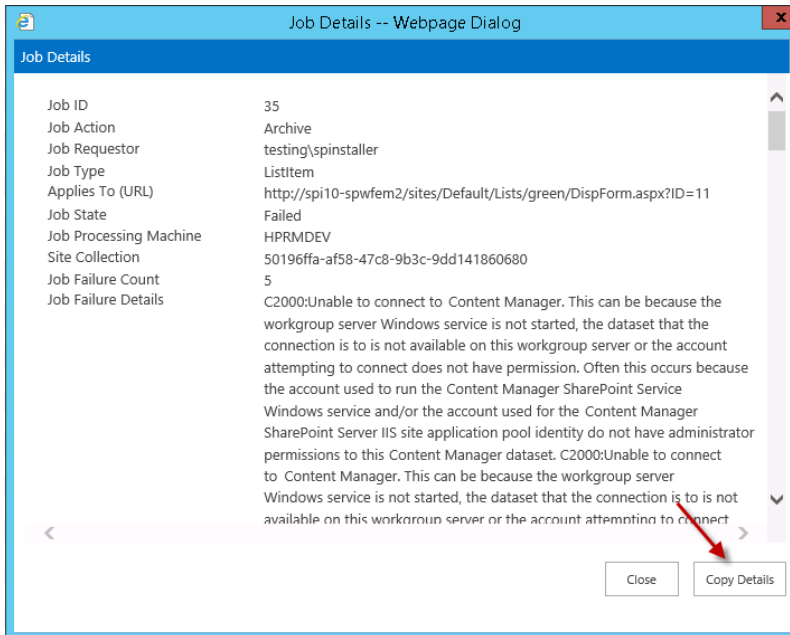 Job Details -- Webpage Dialog
x
Job Details
Job ID 35
Job Action Archive
Job Requestor testing\spinstaller
Job Type ListItem
Applies To (URL) http://spi10-spwfem2/sites/Default/Lists/green/DispForm.aspx?ID=11
Job State Failed
Job Processing Machine HPRMDEV
Site Collection 50196ffa-af58-47c8-9b3c-9dd141860680
Job Failure Count 5
Job Failure Details C2000:Unable to connect to Content Manager. This can be because the
workgroup server Windows service is not started, the dataset that the
connection is to is not available on this workgroup server or the account
attempting to connect does not have permission. Often this occurs because
the account used to run the Content Manager SharePoint Service
Windows service and/or the account used for the Content Manager
SharePoint Server IIS site application pool identity do not have administrator
permissions to this Content Manager dataset. C2000:Unable to connect
to Content Manager. This can be because the workgroup server
Windows service is not started, the dataset that the connection is to is not
available on this workgroup server or the account attempting to connect
Close Copy Details